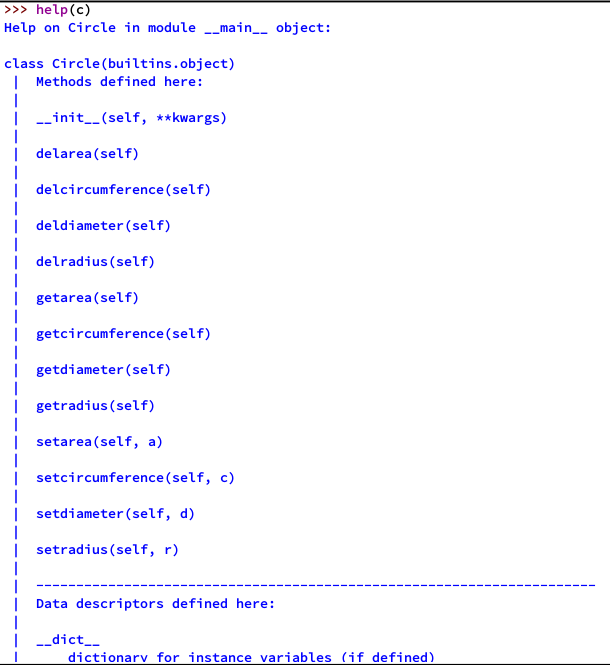 >>> help(c)
Help on Circle in module __main__ object:
class Circle(builtins.object)
 |  Methods defined here:
 |
 |  __init__(self, **kwargs)
 |
 |  delarea(self)
 |
 |  delcircumference(self)
 |
 |  deldiameter(self)
 |
 |  delradius(self)
 |
 |  getarea(self)
 |
 |  getcircumference(self)
 |
 |  getdiameter(self)
 |
 |  getradius(self)
 |
 |  setarea(self, a)
 |
 |  setcircumference(self, c)
 |
 |  setdiameter(self, d)
 |
 |  setradius(self, r)
 |
 |  ----------------------------------------------------------------------
 |  Data descriptors defined here:
 |
 |  __dict__
 |      dictionary for instance variables (if defined)